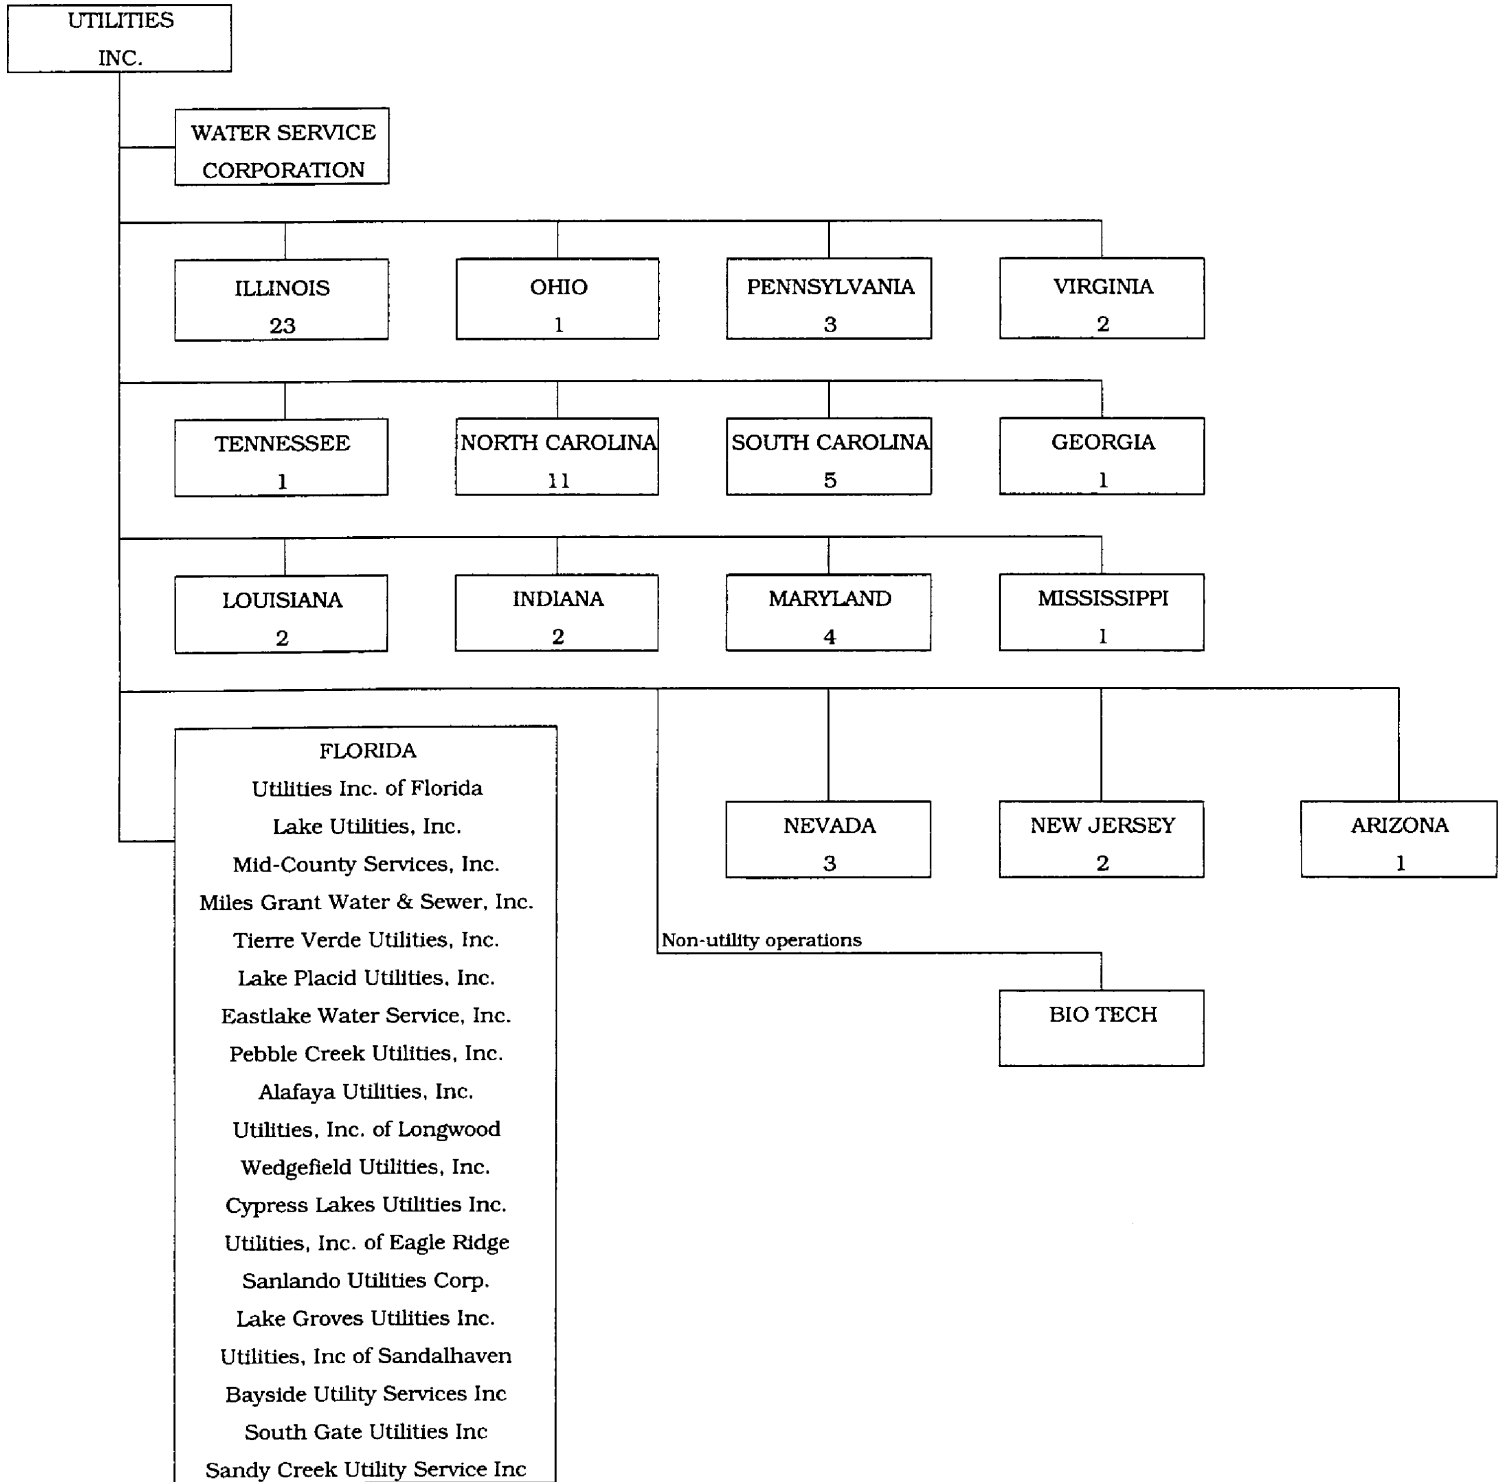 UTILITIES
INC.
WATER SERVICE
CORPORATION
ILLINOIS
23
OHIO
1
PENNSYLVANIA
3
VIRGINIA
2
TENNESSEE
1
NORTH CAROLINA
11
SOUTH CAROLINA
5
GEORGIA
1
LOUISIANA
2
INDIANA
2
MARYLAND
4
MISSISSIPPI
1
FLORIDA
Utilities Inc. of Florida
Lake Utilities, Inc.
Mid-County Services, Inc.
Miles Grant Water & Sewer, Inc.
Tierre Verde Utilities, Inc.
Lake Placid Utilities, Inc.
Eastlake Water Service, Inc.
Pebble Creek Utilities, Inc.
Alafaya Utilities, Inc.
Utilities, Inc. of Longwood
Wedgefield Utilities, Inc.
Cypress Lakes Utilities Inc.
Utilities, Inc. of Eagle Ridge
Sanlando Utilities Corp.
Lake Groves Utilities Inc.
Utilities, Inc of Sandalhaven
Bayside Utility Services Inc
South Gate Utilities Inc
Sandy Creek Utility Service Inc
NEVADA
3
NEW JERSEY
2
ARIZONA
1
Non-utility operations
BIO TECH